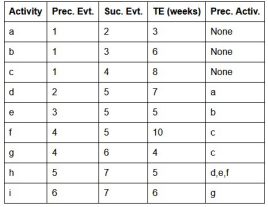 Activity Prec. Evt. Suc. Evt. TE (weeks) Prec. Activ.
a 1 2 3 None
b 1 3 6 None
c 1 4 8 None
d 2 5 7 a
e 3 5 5 b
f 4 5 10 c
g 4 6 4 c
h 5 7 5 d,e,f
i 6 7 6 g